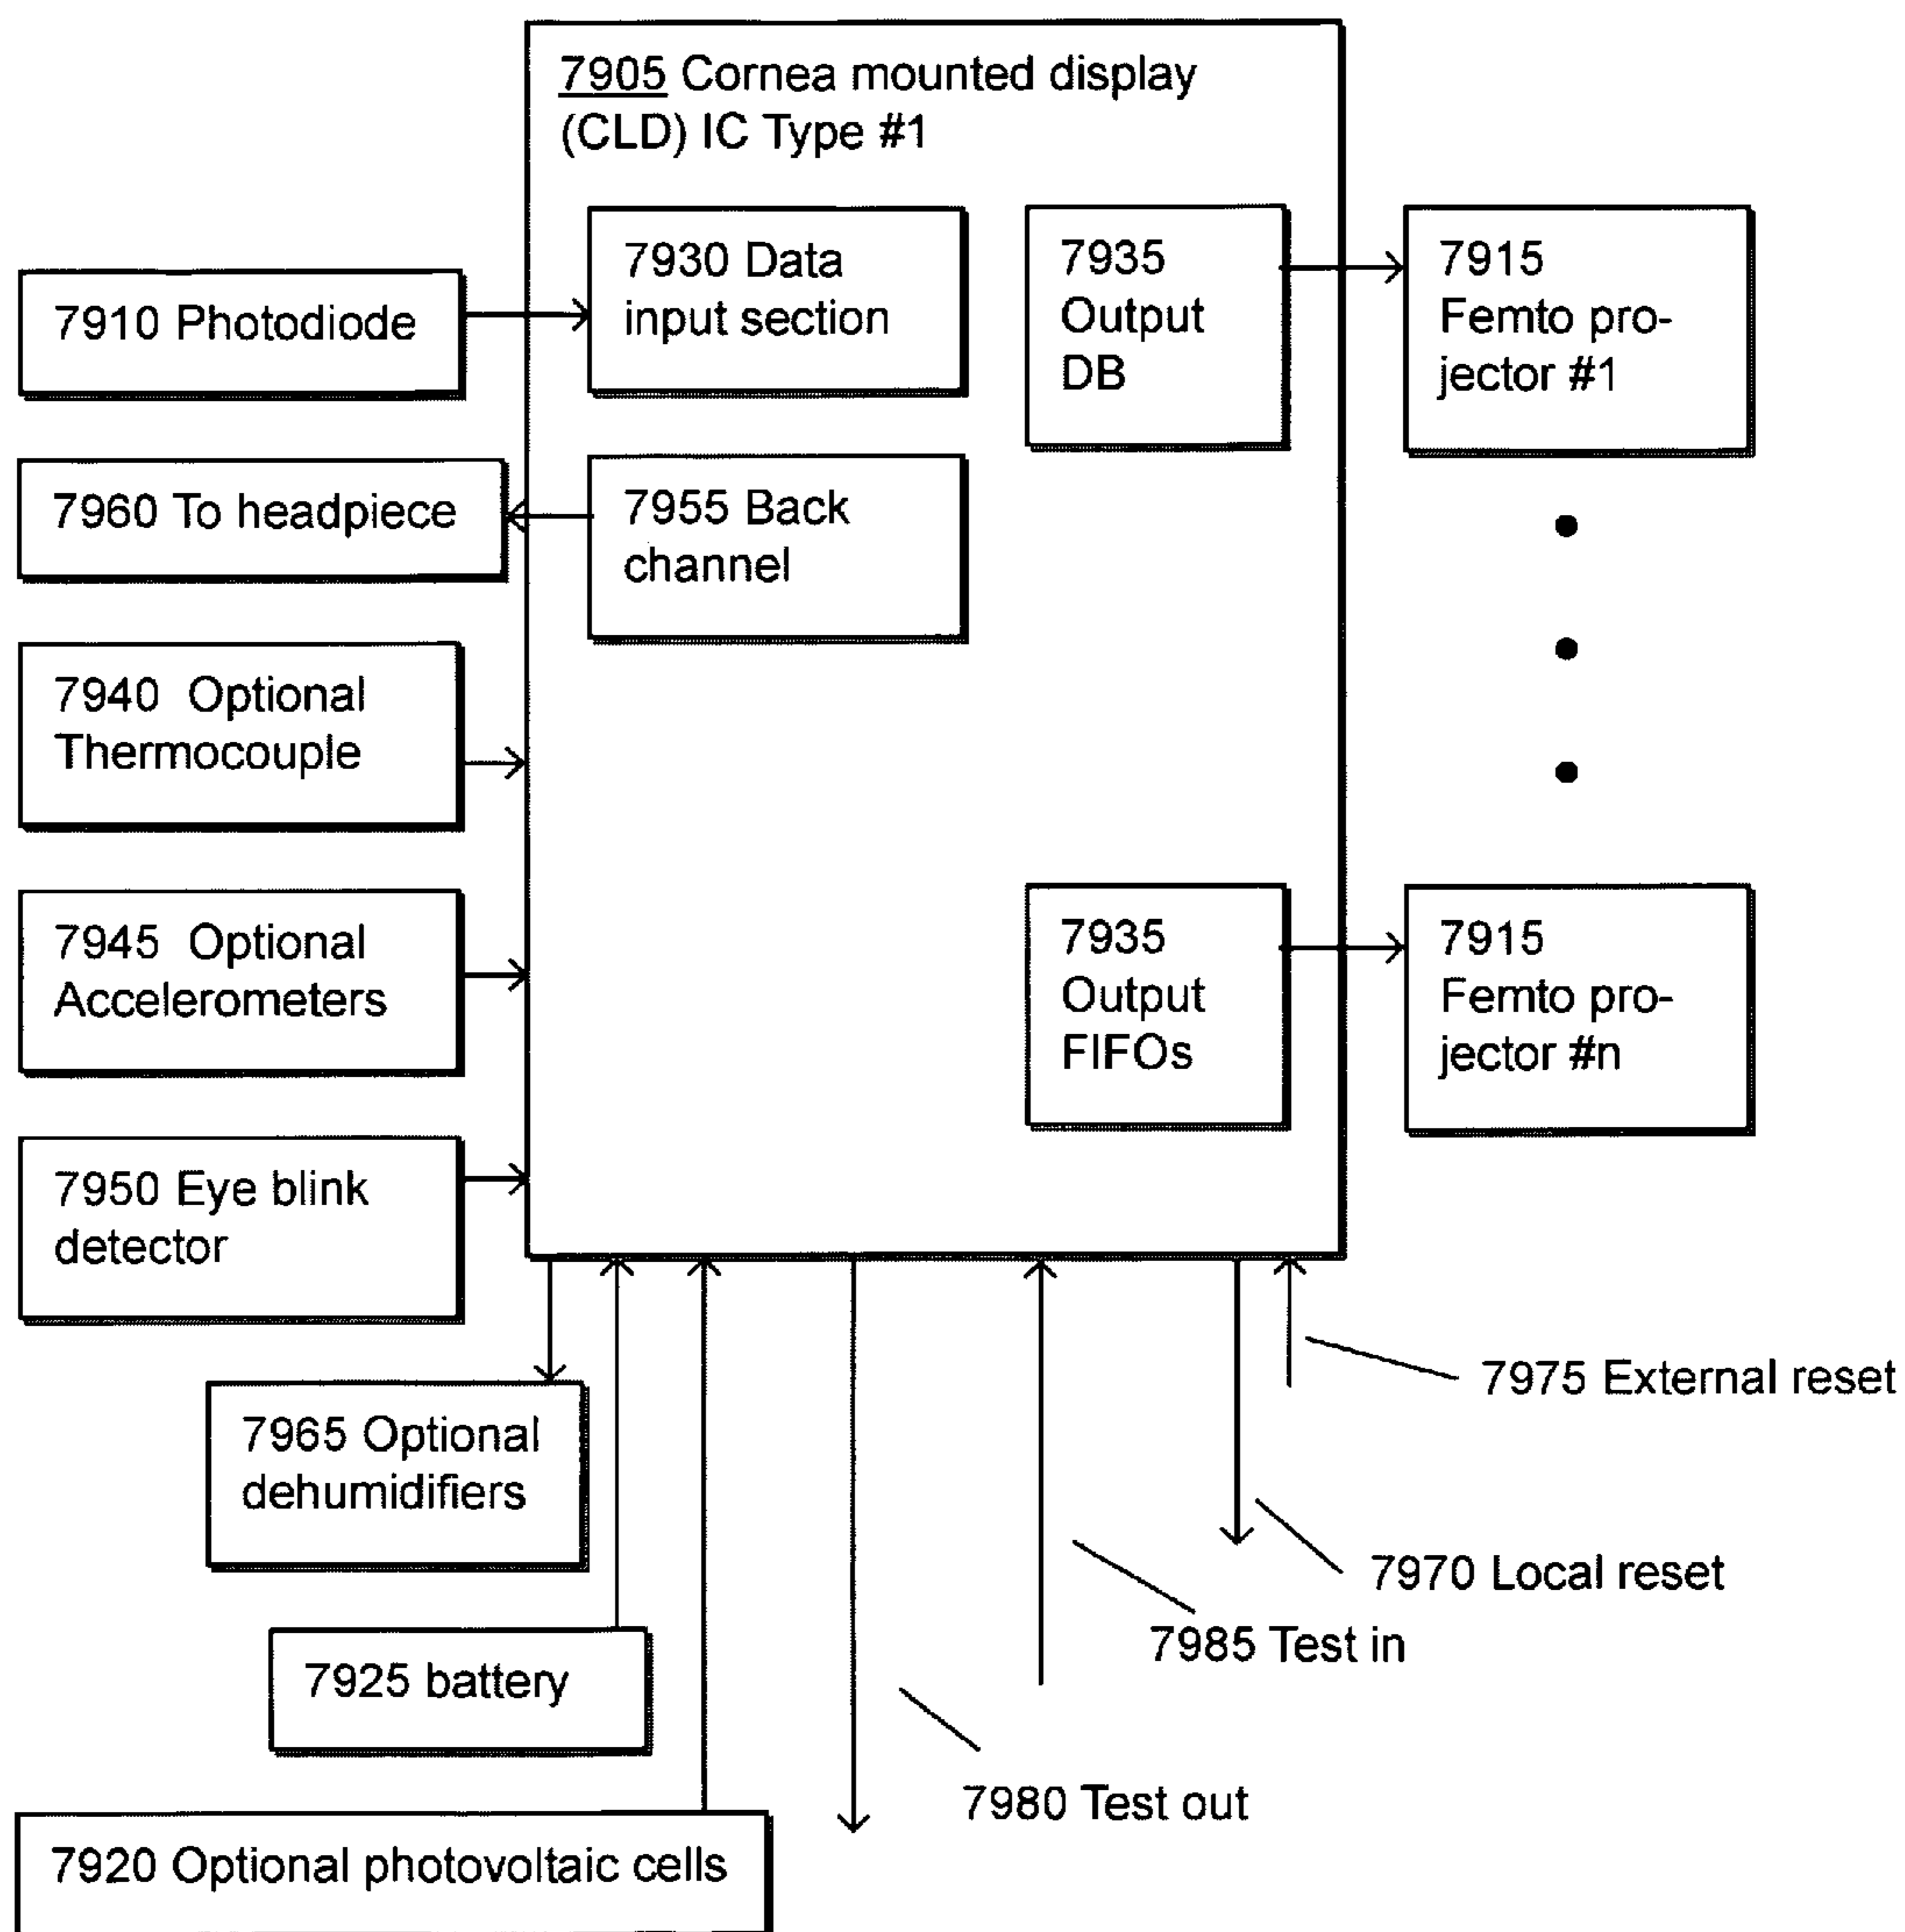 7905 Cornea mounted display
(CLD) IC Type #1
7910 Photodiode
7930 Data
input section
7935
Output
DB
7915
Femto pro-
jector #1
7960 To headpiece
7955 Back
channel
7940 Optional
Thermocouple
7945 Optional
Accelerometers
7935
Output
FIFOs
7915
Femto pro-
jector #n
7950 Eye blink
detector
7975 External reset
7965 Optional
dehumidifiers
7970 Local reset
7985 Test in
7925 battery
7980 Test out
7920 Optional photovoltaic cells